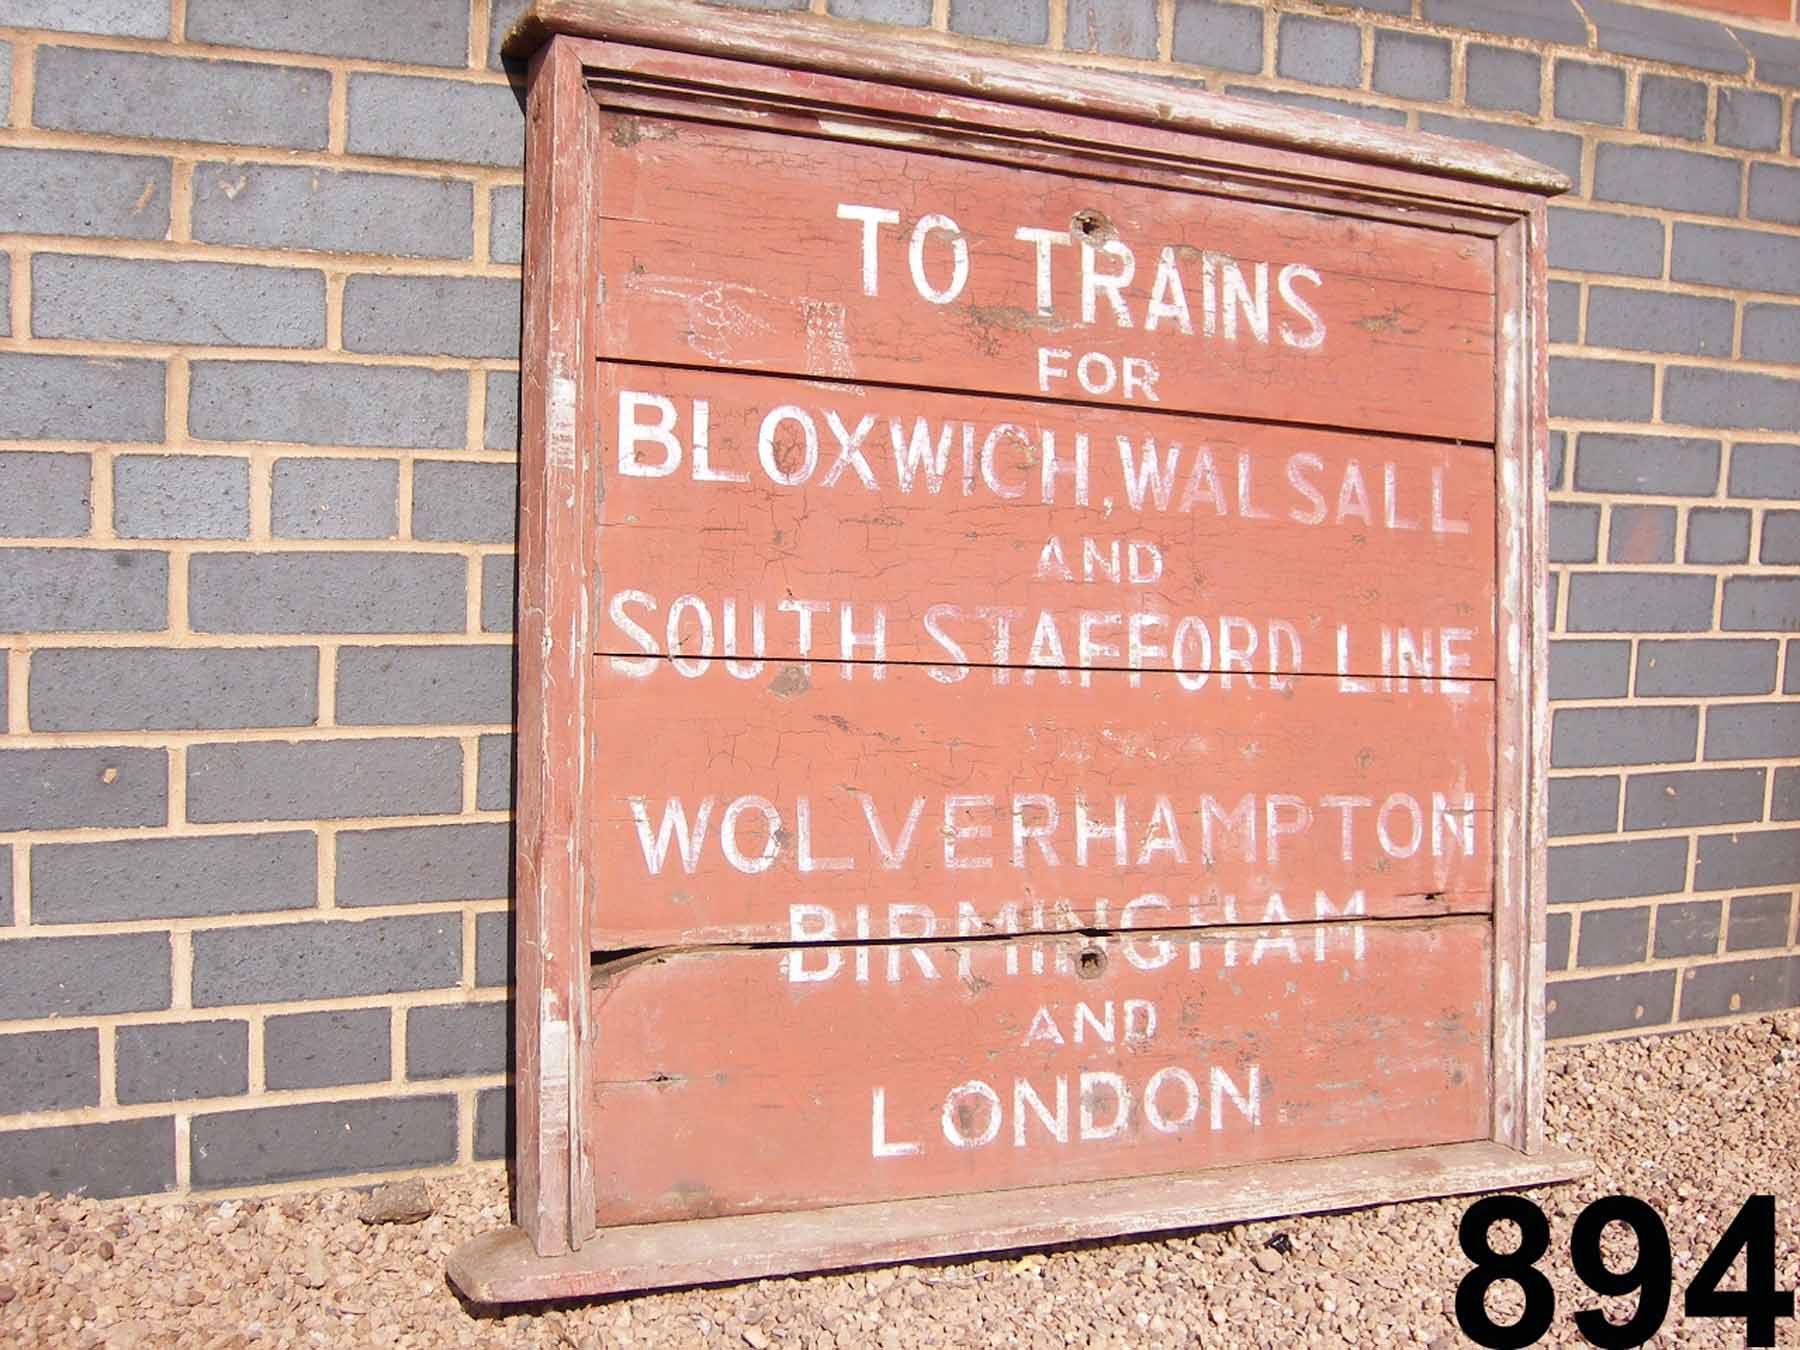 TO TRAINS
FOR
BLOXWICH, WALSALL
AND
SOUTH STAFFORD LINE
WOLVERHAMPTON
BIRMINGHAM
AND
LONDON
894